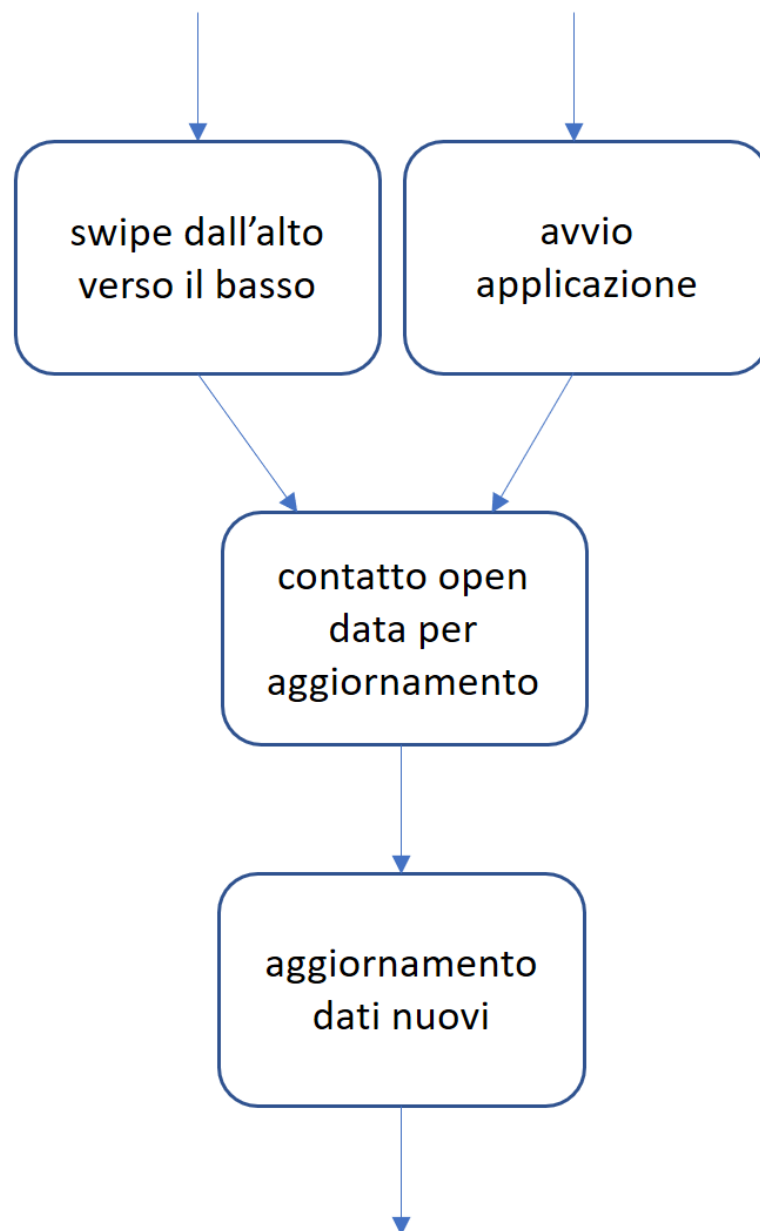 swipe dall’alto
verso il basso
avvio
applicazione
contatto open
data per
aggiornamento
aggiornamento
dati nuovi